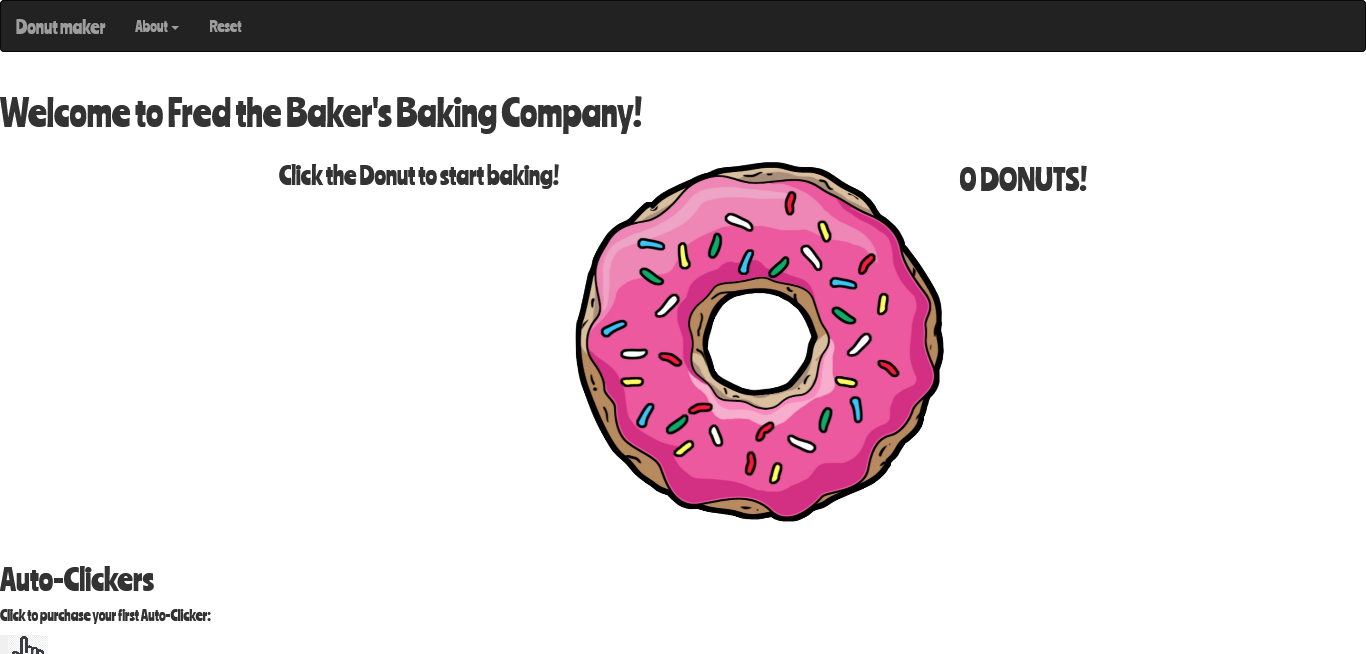 Donut maker About Reset
Welcome to Fred the Baker's Baking Company!
Click the Donut to start baking!
0 DONUTS!
Auto-Clickers
Click to purchase your first Auto-Clicker: